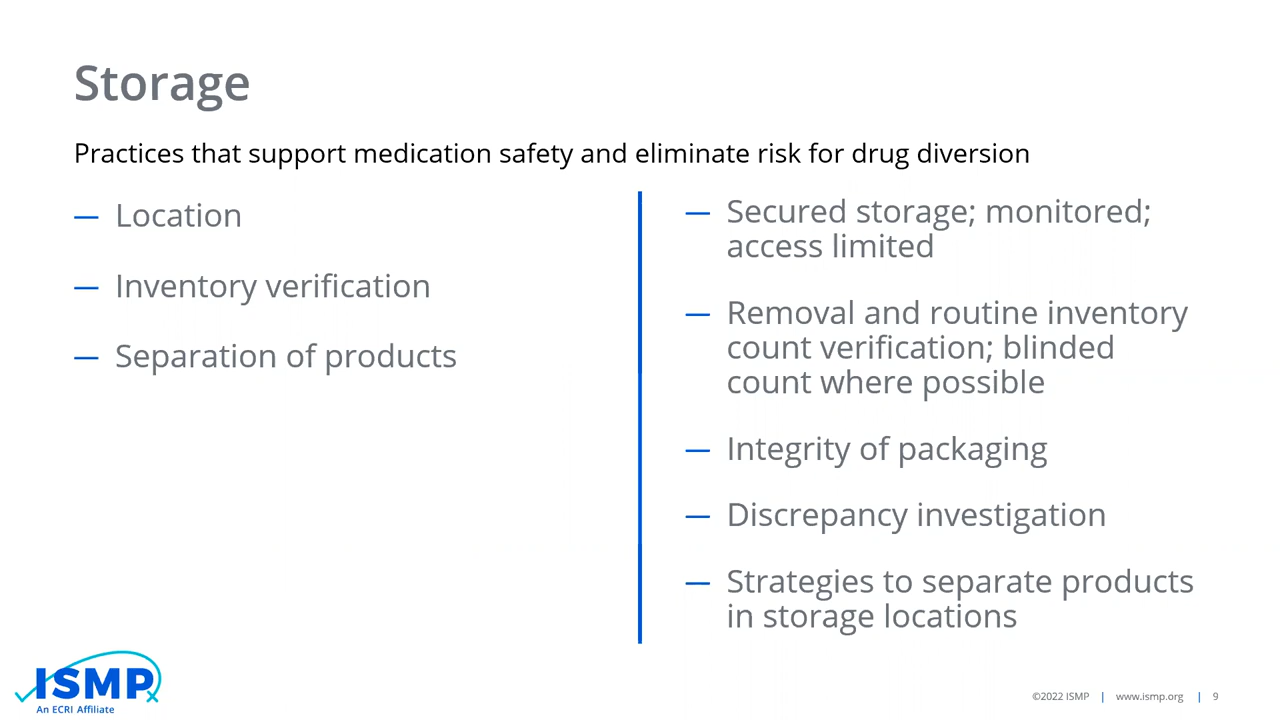 Storage
Practices that support medication safety and eliminate risk for drug diversion
— Location
— Inventory verification
— Separation of products
— Secured storage; monitored;
access limited
— Removal and routine inventory
count verification; blinded
count where possible
— Integrity of packaging
— Discrepancy investigation
— Strategies to separate products
in storage locations
ISMP
An ECRI Affiliate
©2022 ISMP | www.ismp.org | 9